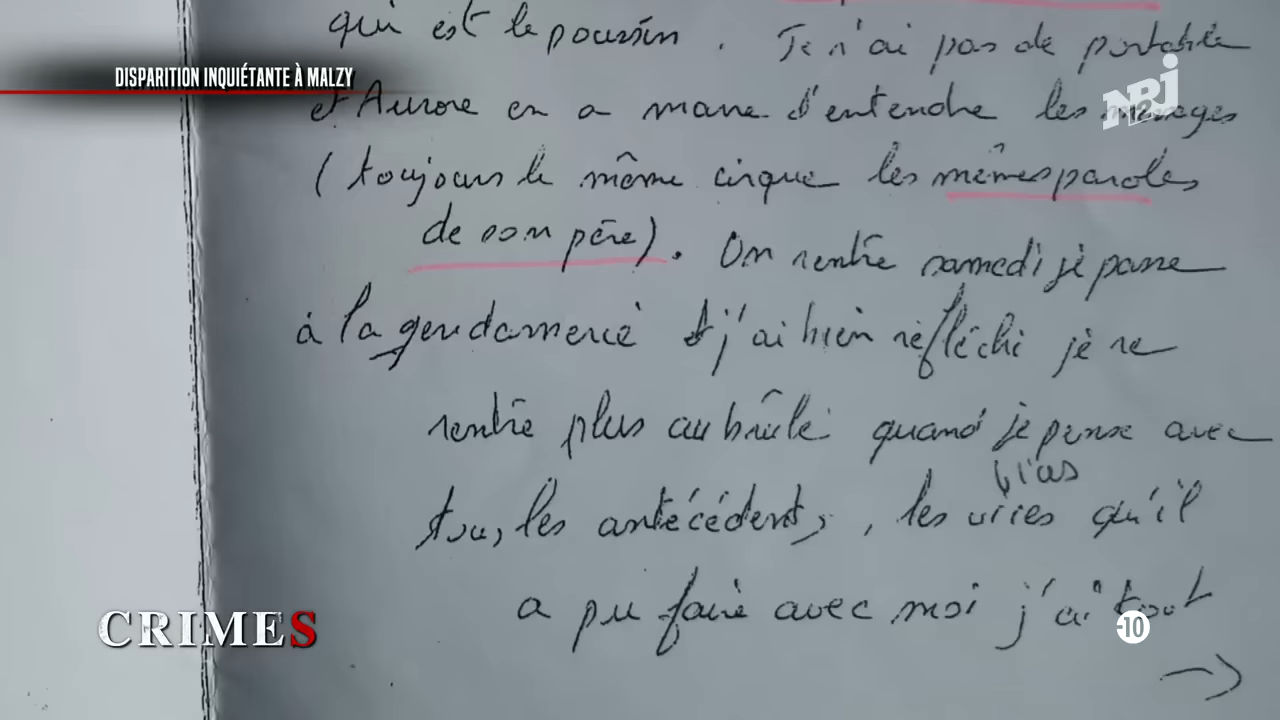 qui est le poussin. Je n'ai pas de portable
DISPARITION INQUIÉTANTE À MALZY
NRJ12
et Aurore en a marre d'entendre les messages
(toujours le même cirque les mêmes paroles
de son père). On rentre samedi je passe
à la gendarmerie et j'ai bien réfléchi je ne
rentre plus au brûlé quand je pense avec
tous les antécédents, les vices qu'il
a pu faire avec moi j'ai tout
→
CRIMES
-10